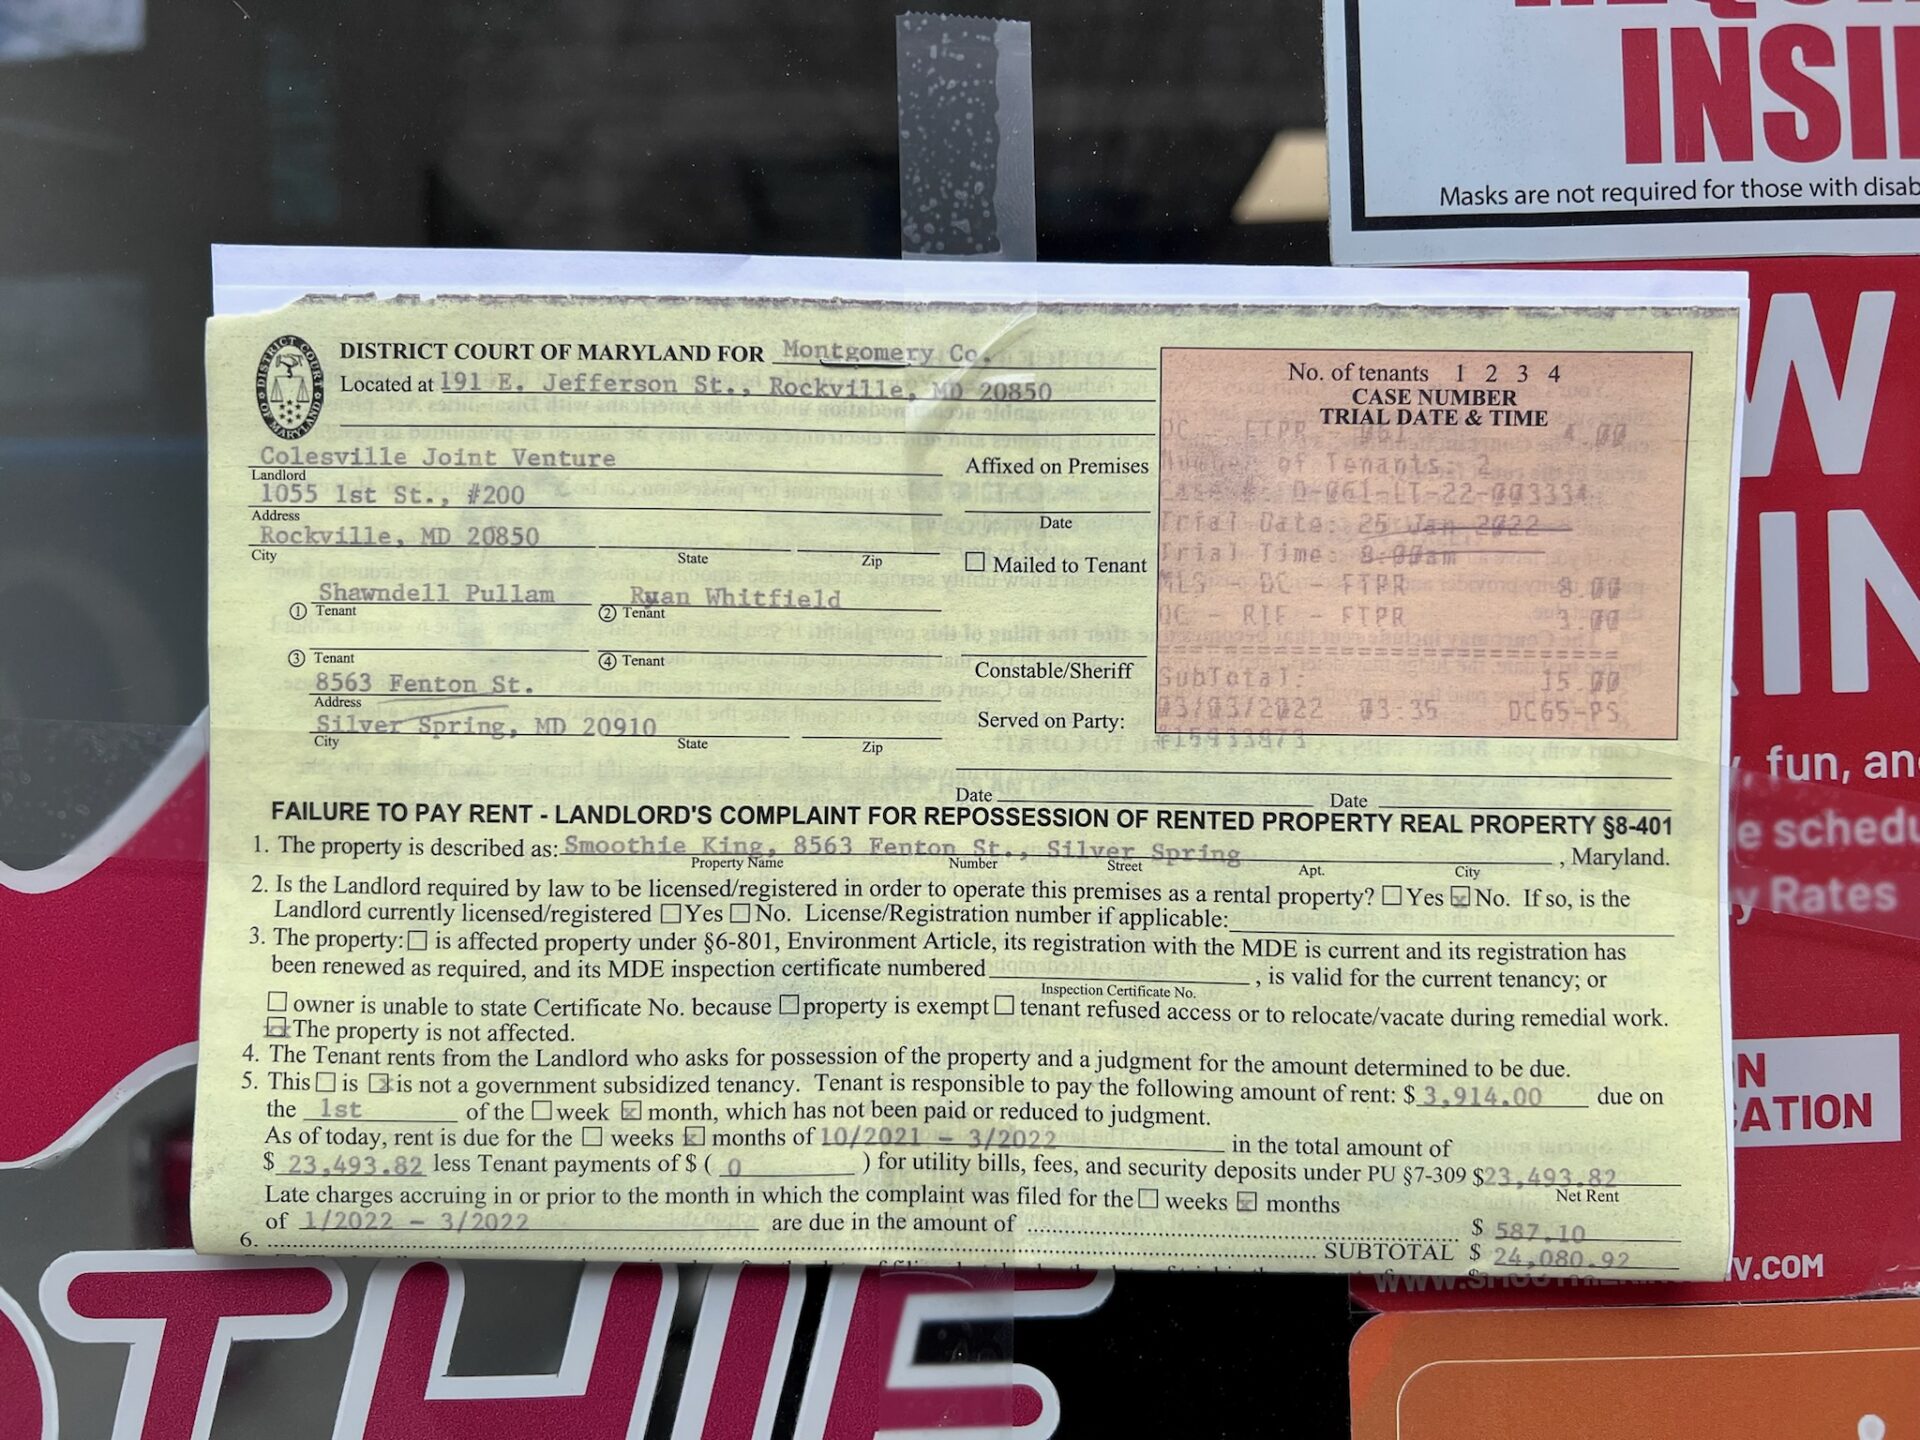 INSI
Masks are not required for those with disab
W
IN
, fun, an
e schedu
y Rates
N
CATION
V.COM
DISTRICT COURT OF MARYLAND FOR Montgomery Co.
Located at 191 E. Jefferson St., Rockville, MD 20850
DISTRICT COURT OF MARYLAND
Colesville Joint Venture
Landlord
1055 1st St., #200
Address
Rockville, MD 20850
City State Zip
Shawndell Pullam Ryan Whitfield
① Tenant ② Tenant
③ Tenant ④ Tenant
8563 Fenton St.
Address
Silver Spring, MD 20910
City State Zip
Affixed on Premises
Date
☐ Mailed to Tenant
Constable/Sheriff
Served on Party:
Date Date
No. of tenants 1 2 3 4
CASE NUMBER
TRIAL DATE & TIME
DC - FTPR - 061 4.00
Number of Tenants: 2
Case #: D-061-LT-22-003334
Trial Date: 25 Jan 2022
Trial Time: 8:00am
MLS - DC - FTPR 8.00
DC - RIF - FTPR 3.00
SubTotal: 15.00
03/03/2022 03:35 DC65-PS
#15933873
FAILURE TO PAY RENT - LANDLORD'S COMPLAINT FOR REPOSSESSION OF RENTED PROPERTY REAL PROPERTY §8-401
1. The property is described as: Smoothie King, 8563 Fenton St., Silver Spring , Maryland.
Property Name Number Street Apt. City
2. Is the Landlord required by law to be licensed/registered in order to operate this premises as a rental property? ☐ Yes ☒ No. If so, is the
Landlord currently licensed/registered ☐ Yes ☐ No. License/Registration number if applicable:
3. The property: ☐ is affected property under §6-801, Environment Article, its registration with the MDE is current and its registration has
been renewed as required, and its MDE inspection certificate numbered , is valid for the current tenancy; or
Inspection Certificate No.
☐ owner is unable to state Certificate No. because ☐ property is exempt ☐ tenant refused access or to relocate/vacate during remedial work.
☒ The property is not affected.
4. The Tenant rents from the Landlord who asks for possession of the property and a judgment for the amount determined to be due.
5. This ☐ is ☒ is not a government subsidized tenancy. Tenant is responsible to pay the following amount of rent: $ 3,914.00 due on
the 1st of the ☐ week ☒ month, which has not been paid or reduced to judgment.
As of today, rent is due for the ☐ weeks ☒ months of 10/2021 - 3/2022 in the total amount of
$ 23,493.82 less Tenant payments of $ ( 0 ) for utility bills, fees, and security deposits under PU §7-309 $23,493.82
Net Rent
Late charges accruing in or prior to the month in which the complaint was filed for the ☐ weeks ☒ months
of 1/2022 - 3/2022 are due in the amount of $ 587.10
6. SUBTOTAL $ 24,080.92
THIE